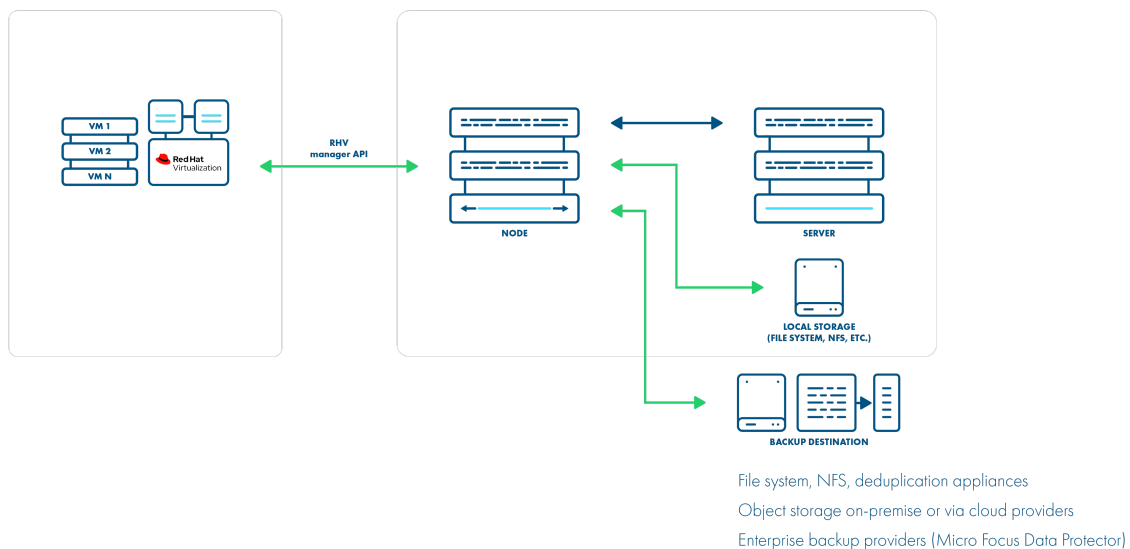 VM 1
VM 2
VM N
Red Hat
Virtualization
RHV
manager API
NODE
SERVER
LOCAL STORAGE
(FILE SYSTEM, NFS, ETC.)
BACKUP DESTINATION
File system, NFS, deduplication appliances
Object storage on-premise or via cloud providers
Enterprise backup providers (Micro Focus Data Protector)